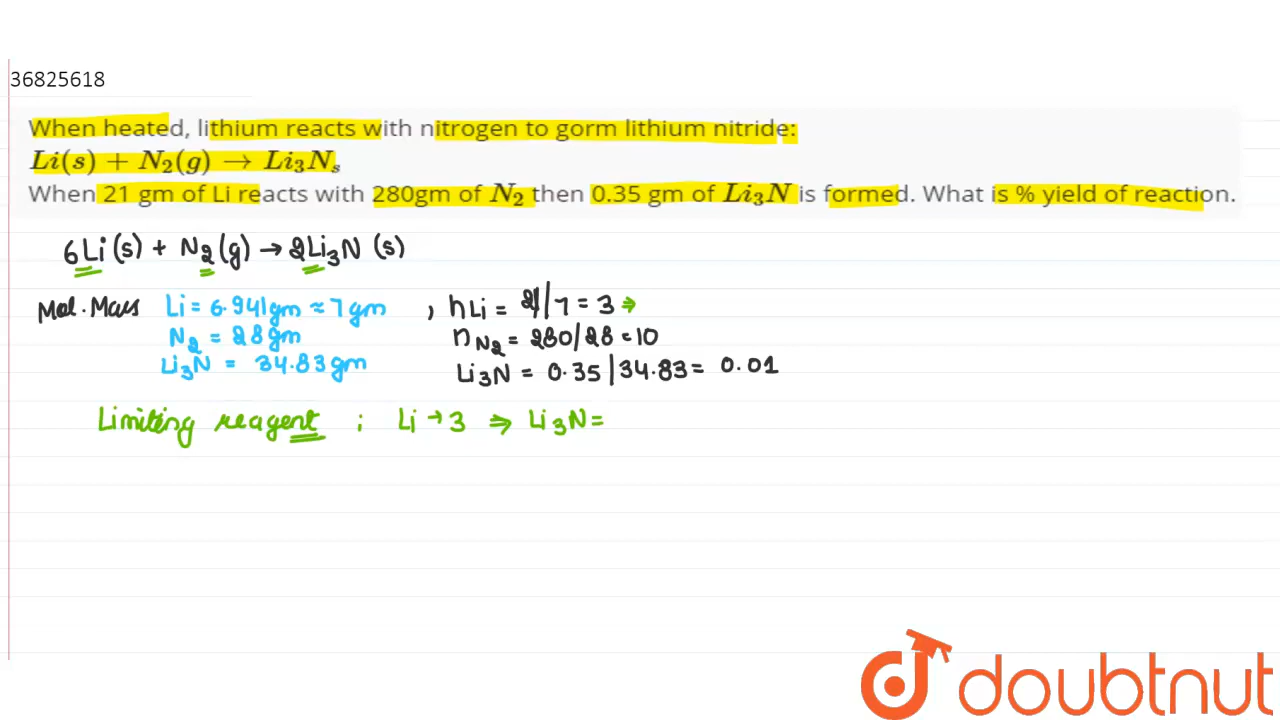 36825618
When heated, lithium reacts with nitrogen to gorm lithium nitride:
Li(s) + N₂(g) → Li₃Nₛ
When 21 gm of Li reacts with 280gm of N₂ then 0.35 gm of Li₃N is formed. What is % yield of reaction.
6Li(s) + N₂(g) → 2Li₃N (s)
Mol. Mass Li = 6.941gm ≈ 7gm , nLi = 21/7 = 3 →
N₂ = 28gm nN₂ = 280/28 = 10
Li₃N = 34.83gm Li₃N = 0.35/34.83 = 0.01
Limiting reagent ; Li → 3 ⇒ Li₃N =
doubtnut